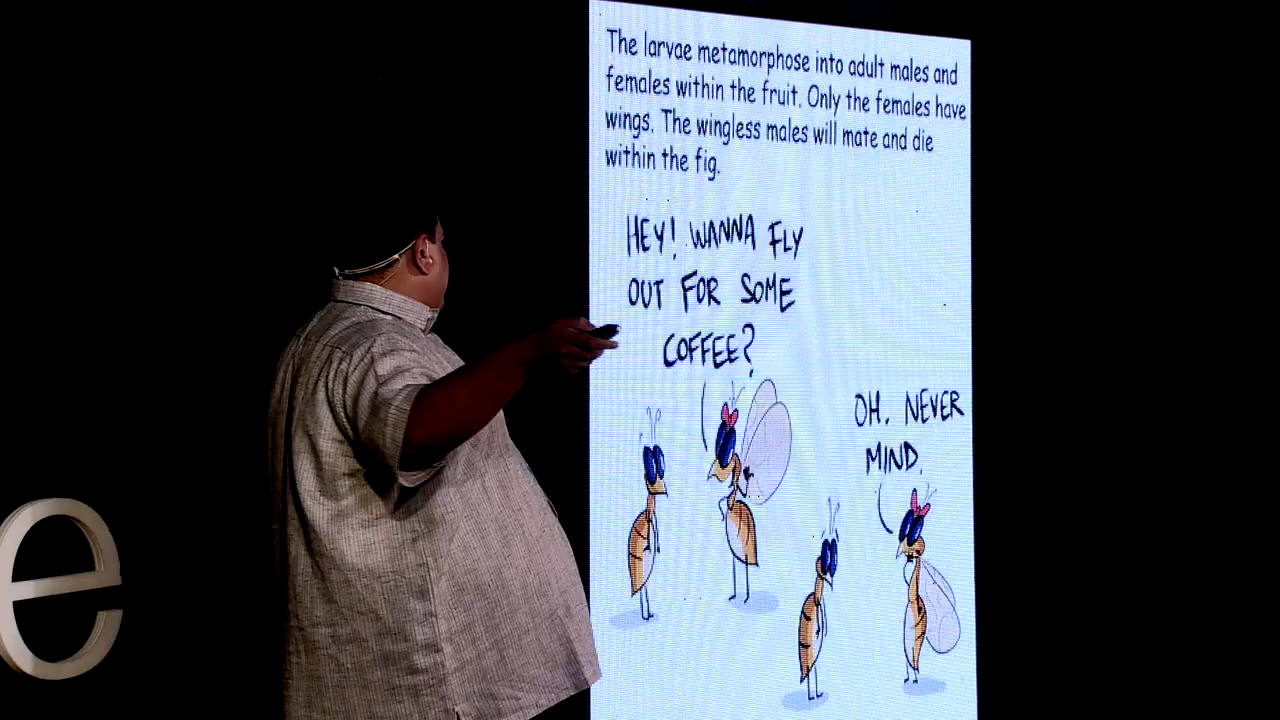 The larvae metamorphose into adult males and
females within the fruit. Only the females have
wings. The wingless males will mate and die
within the fig.
HEY! WANNA FLY
OUT FOR SOME
COFFEE?
OH. NEVER
MIND.
e